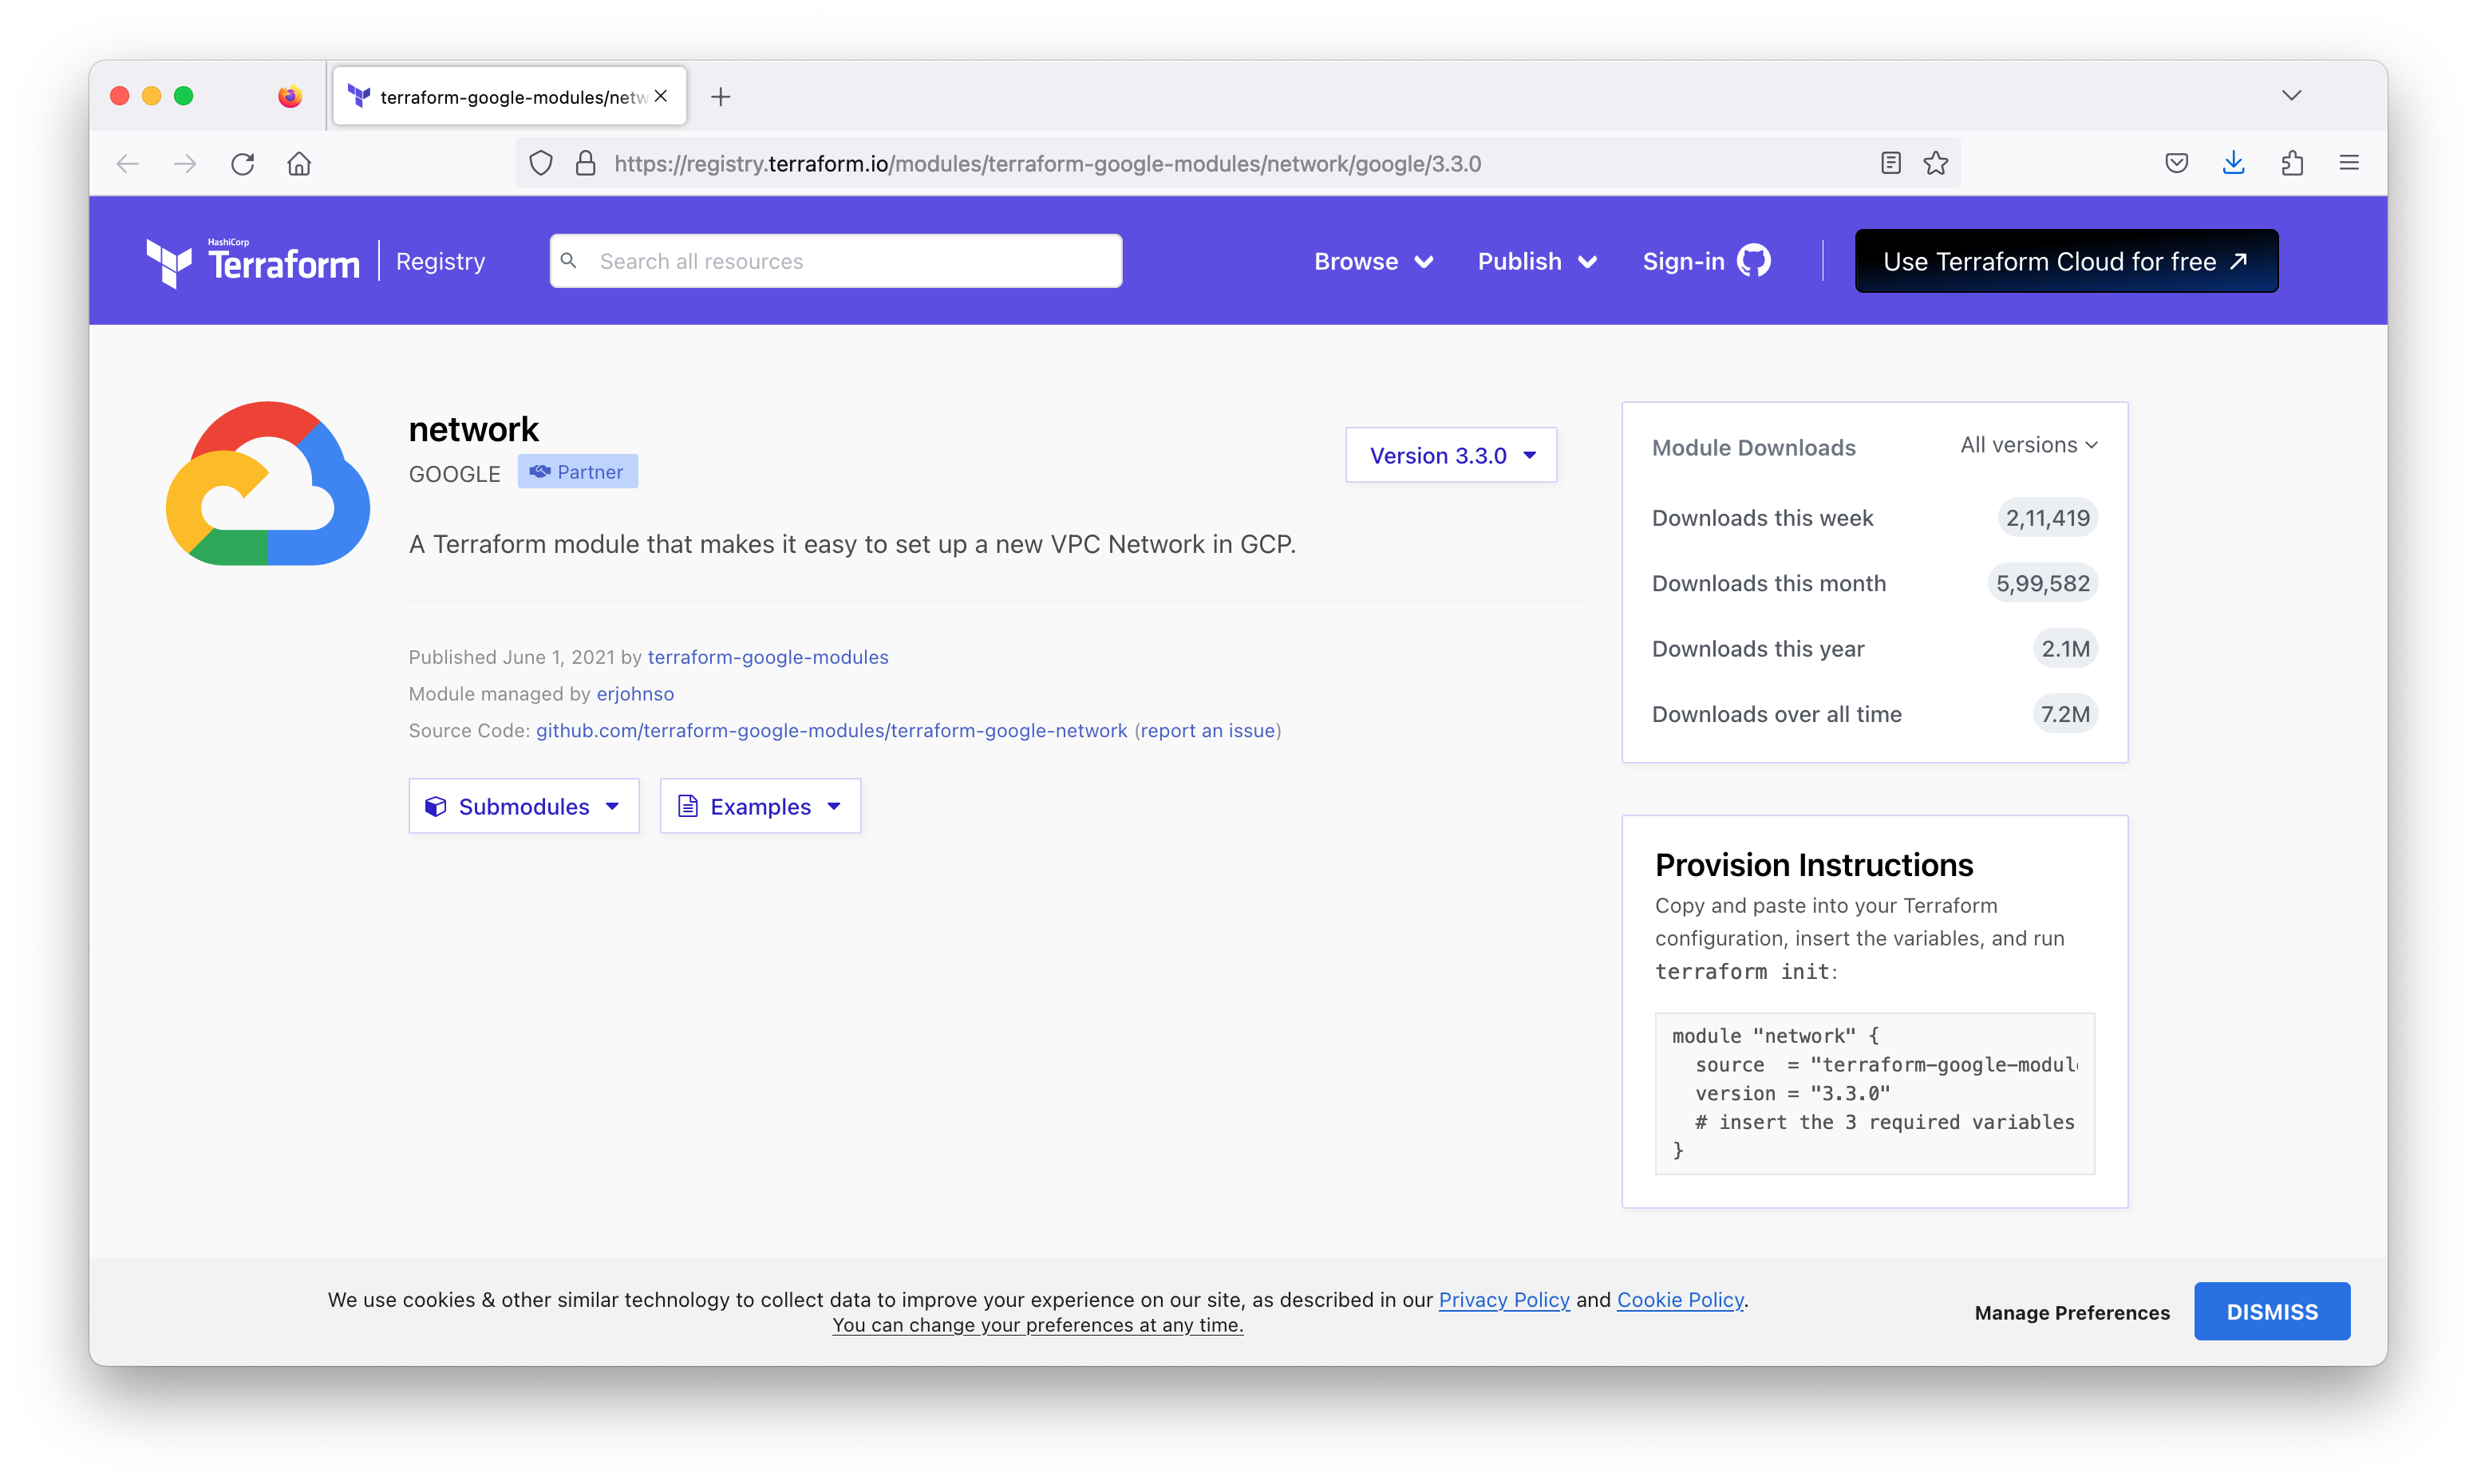 terraform-google-modules/netw
https://registry.terraform.io/modules/terraform-google-modules/network/google/3.3.0
HashiCorp
Terraform
Registry
Search all resources
Browse
Publish
Sign-in
Use Terraform Cloud for free
network
GOOGLE
Partner
Version 3.3.0
A Terraform module that makes it easy to set up a new VPC Network in GCP.
Published June 1, 2021 by terraform-google-modules
Module managed by erjohnso
Source Code: github.com/terraform-google-modules/terraform-google-network (report an issue)
Submodules
Examples
Module Downloads
All versions
Downloads this week 2,11,419
Downloads this month 5,99,582
Downloads this year 2.1M
Downloads over all time 7.2M
Provision Instructions
Copy and paste into your Terraform
configuration, insert the variables, and run
terraform init:
module "network" {
source = "terraform-google-modul
version = "3.3.0"
# insert the 3 required variables
}
We use cookies & other similar technology to collect data to improve your experience on our site, as described in our Privacy Policy and Cookie Policy.
You can change your preferences at any time.
Manage Preferences
DISMISS